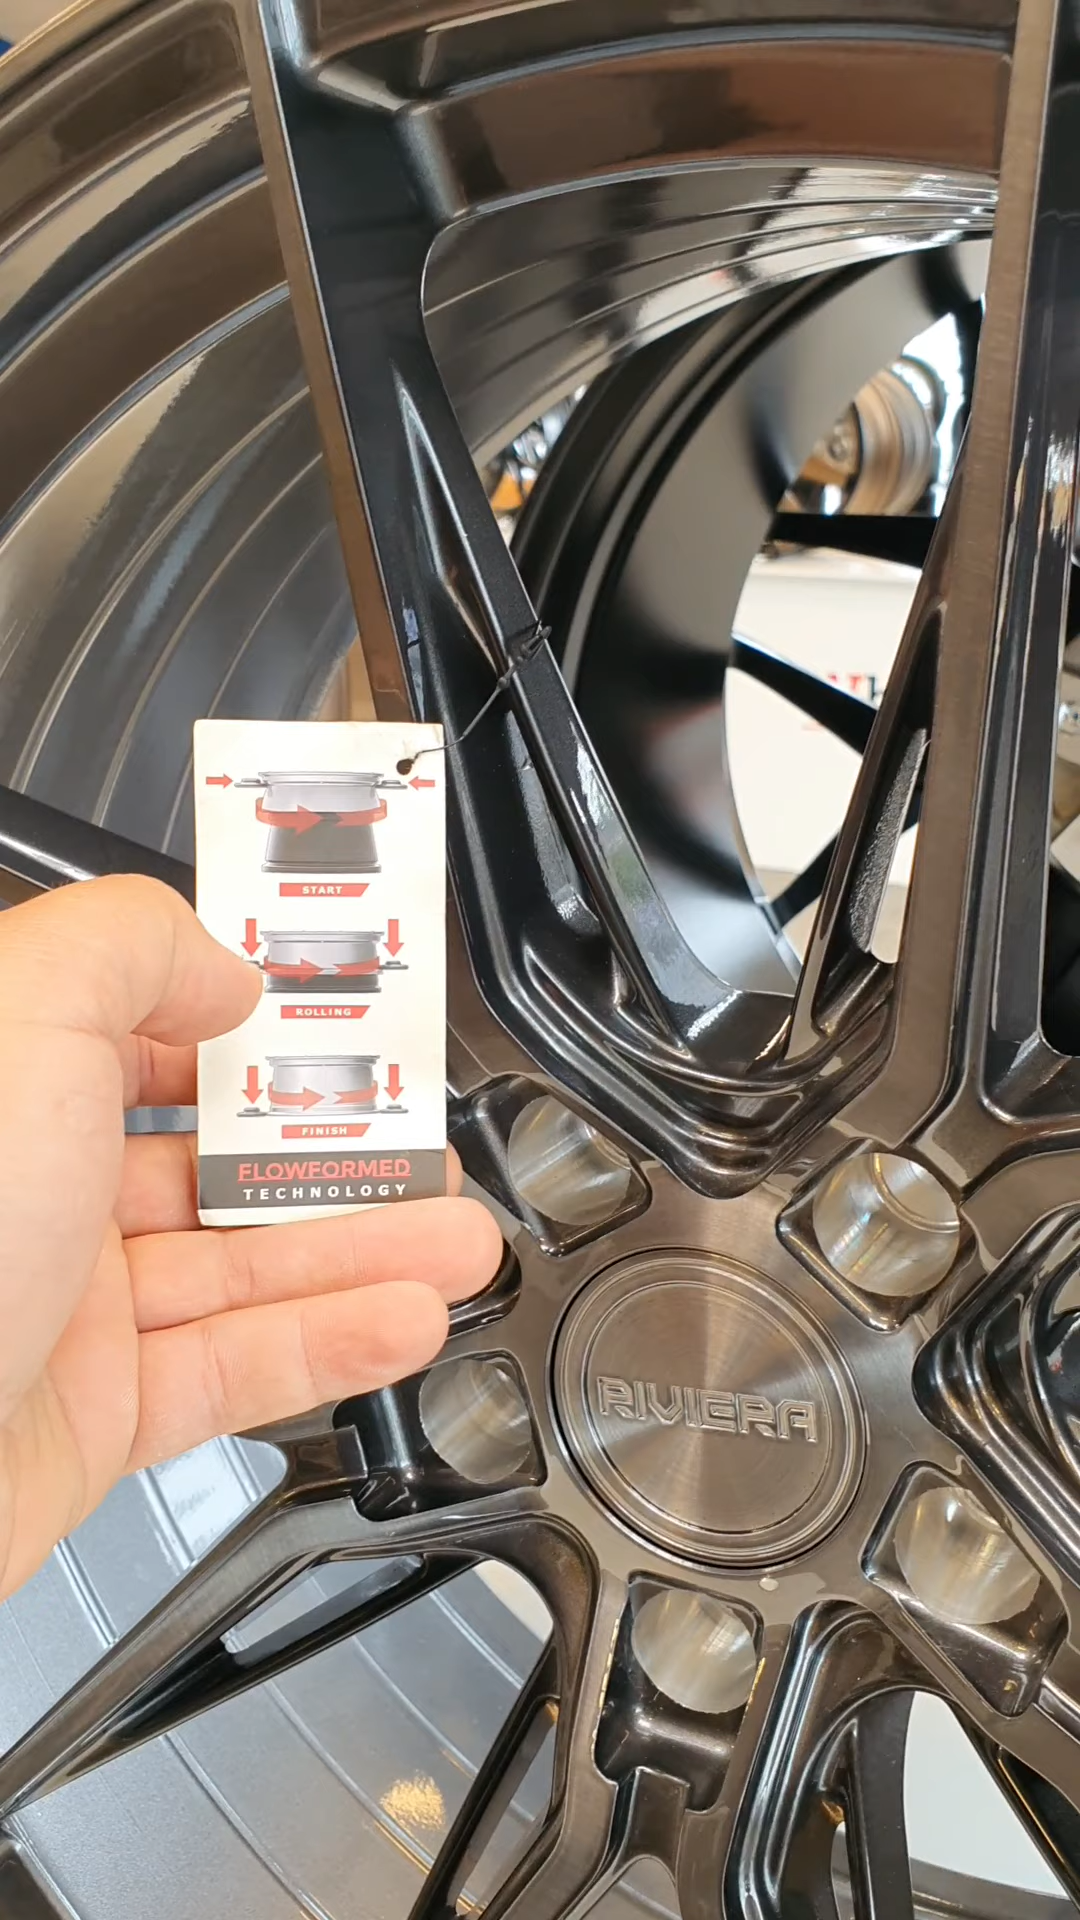 START
ROLLING
FINISH
FLOWFORMED
TECHNOLOGY
RIVIERA